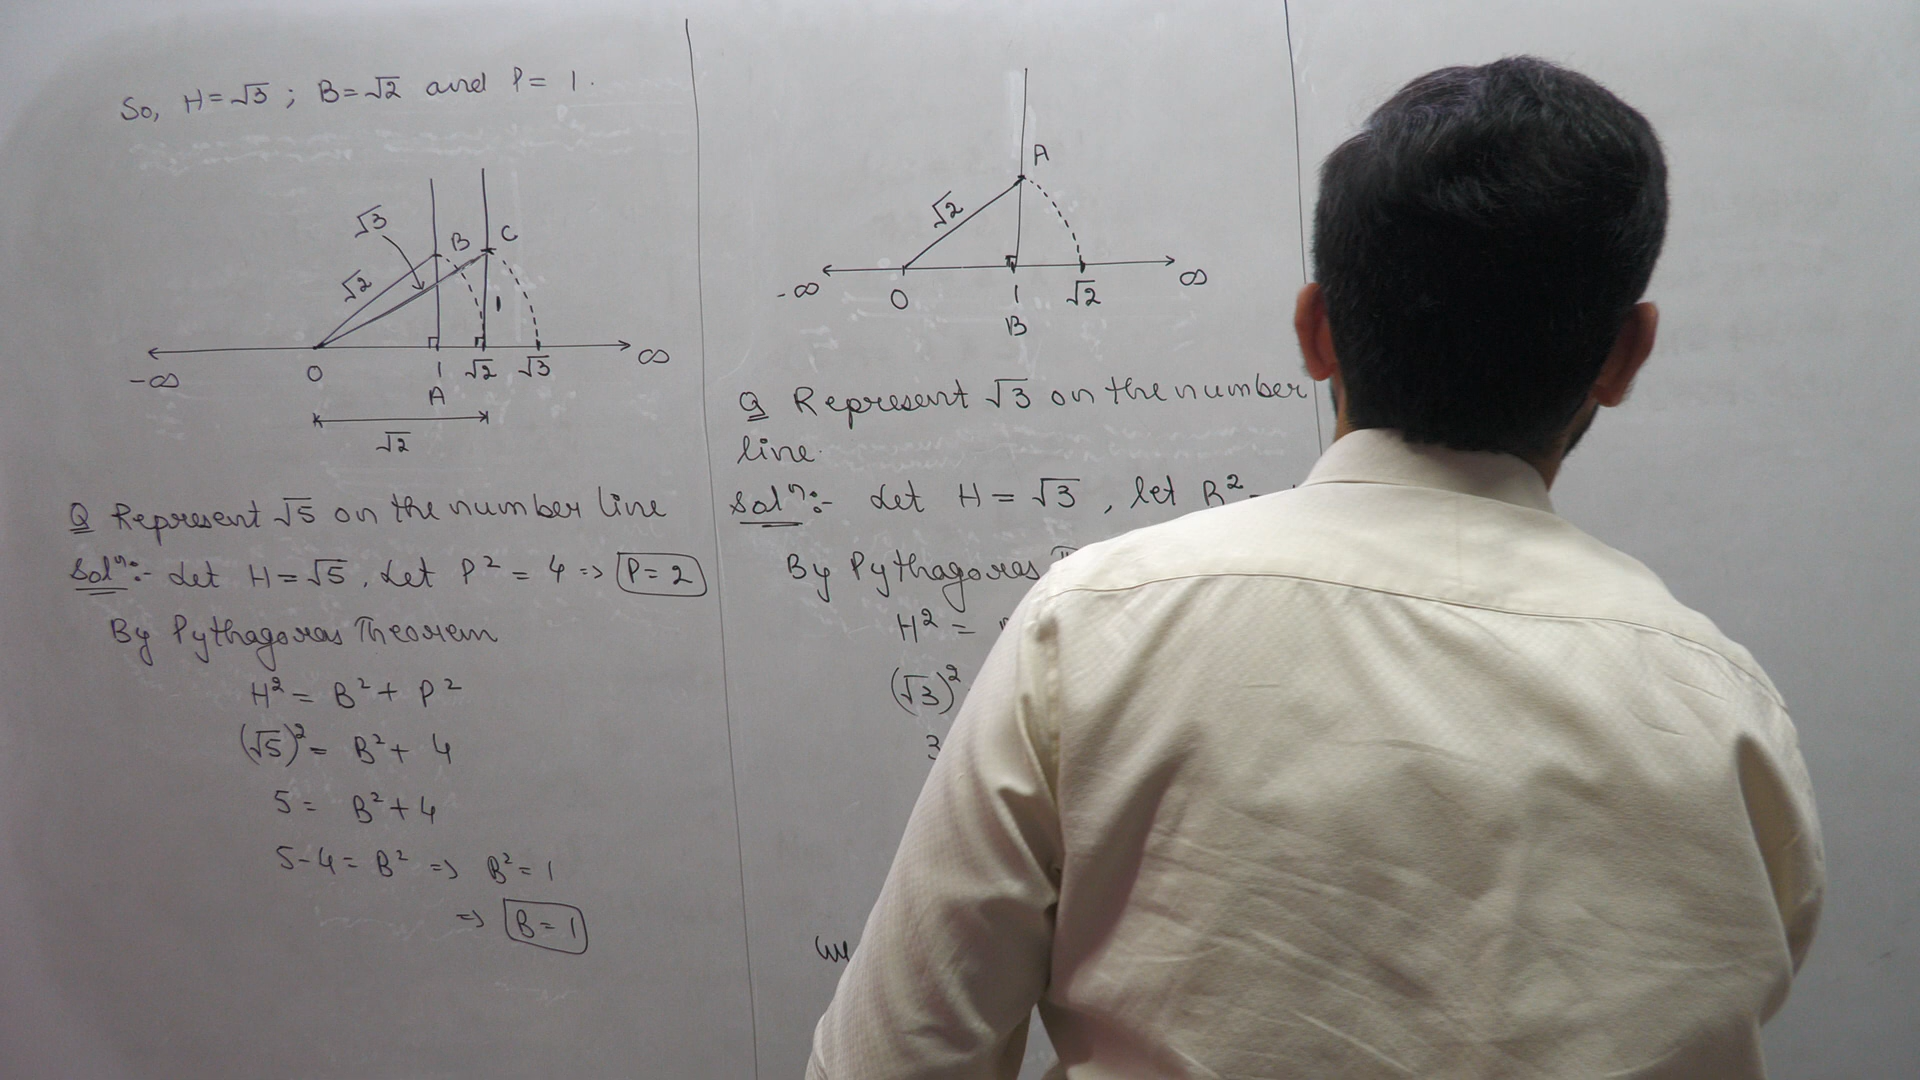 So, H=√3 ; B=√2 and P= 1.
√3
B C
√2
1
-∞ 0 1 √2 √3 ∞
A
√2
Q Represent √5 on the number line
Solⁿ:- Let H=√5, Let P² = 4 => P=2
By Pythagoras Theorem
H² = B² + P²
(√5)² = B² + 4
5 = B² + 4
5-4 = B² => B² = 1
=> B=1
A
√2
-∞ 0 1 √2 ∞
B
Q Represent √3 on the number
line.
Solⁿ:- Let H = √3 , let B²
By Pythagoras
H² =
(√3)²
3